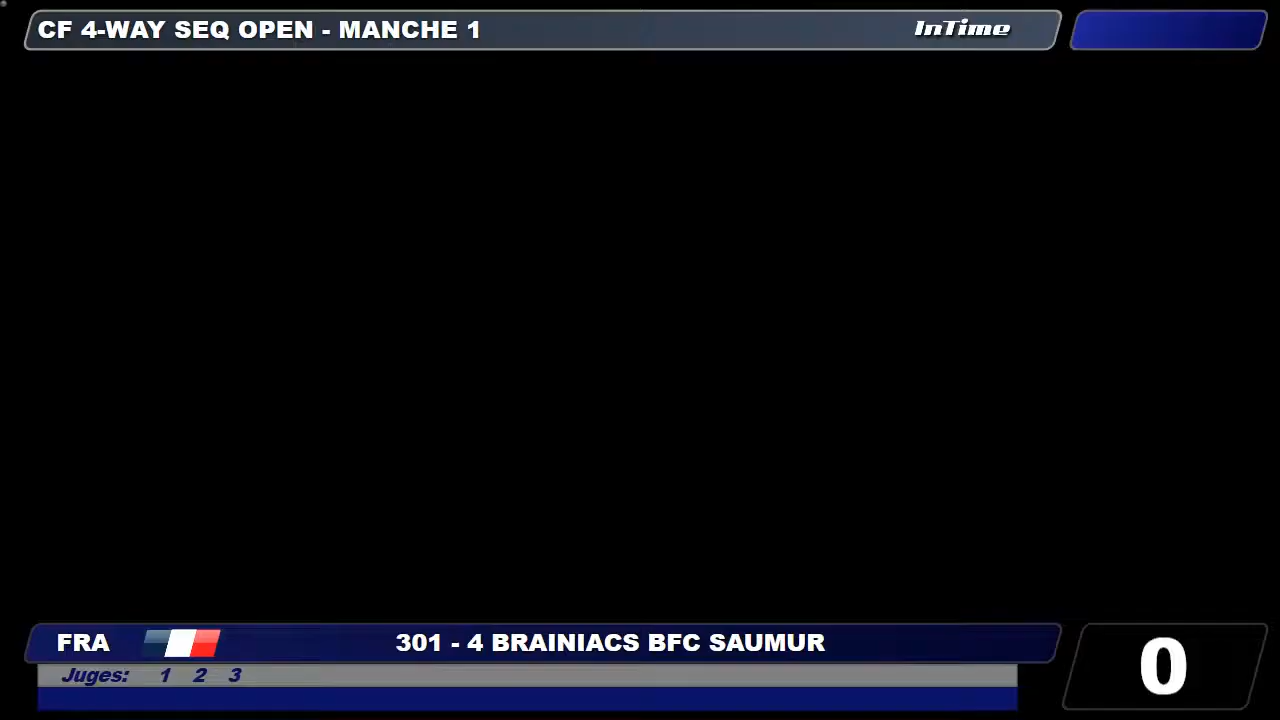 CF 4-WAY SEQ OPEN - MANCHE 1 InTime
FRA 301 - 4 BRAINIACS BFC SAUMUR
Juges: 1 2 3
0